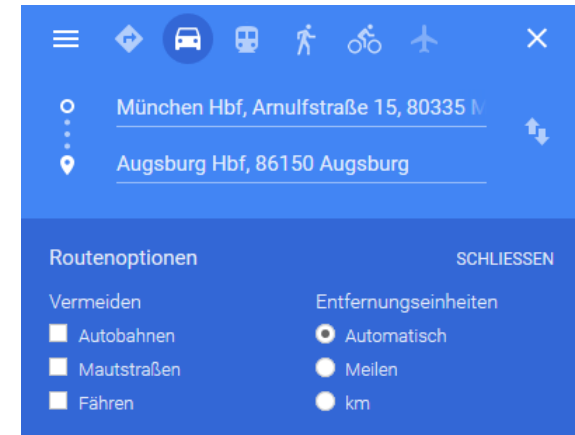 München Hbf, Arnulfstraße 15, 80335 M
Augsburg Hbf, 86150 Augsburg
Routenoptionen SCHLIESSEN
Vermeiden Entfernungseinheiten
Autobahnen Automatisch
Mautstraßen Meilen
Fähren km